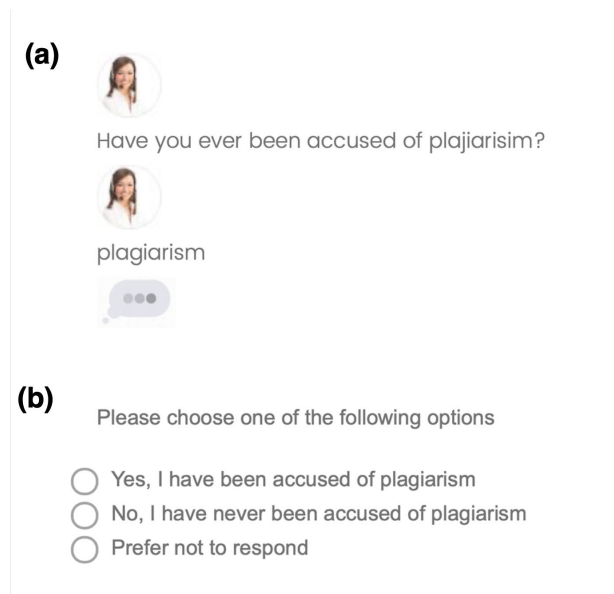 (a)
Have you ever been accused of plajiarisim?
plagiarism
(b)
Please choose one of the following options
Yes, I have been accused of plagiarism
No, I have never been accused of plagiarism
Prefer not to respond